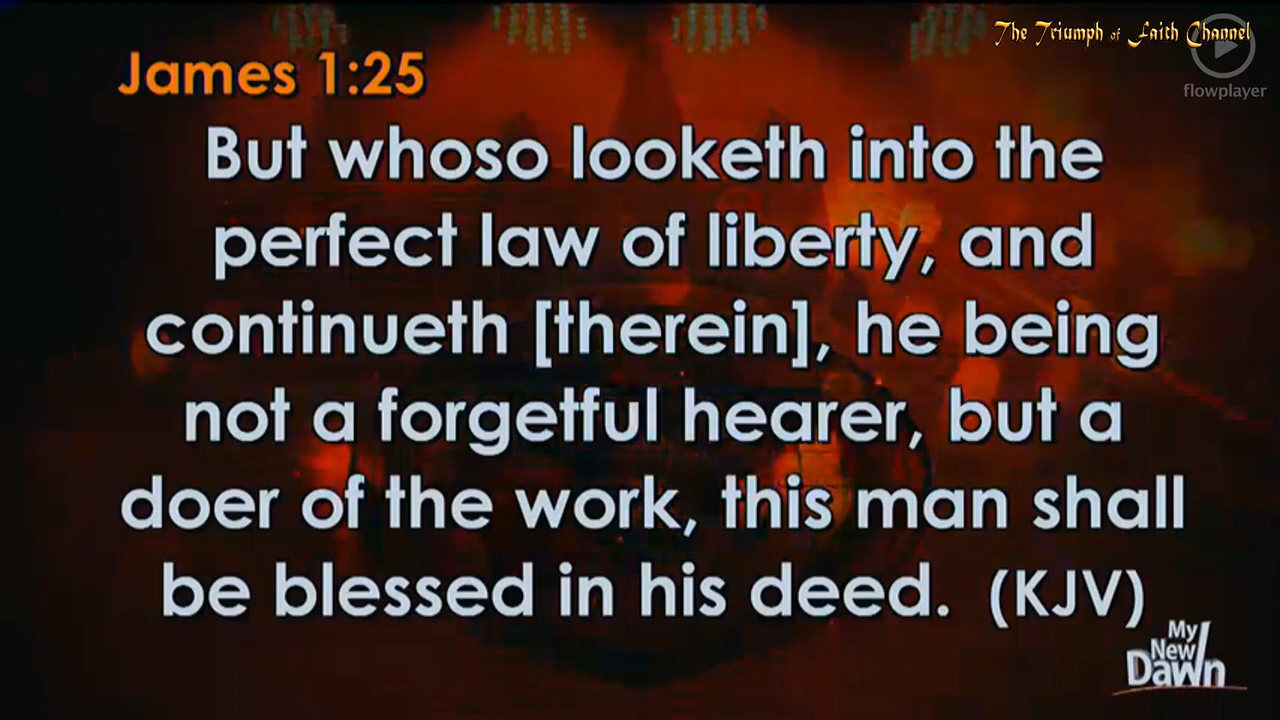 The Triumph of Faith Channel
flowplayer
James 1:25
But whoso looketh into the
perfect law of liberty, and
continueth [therein], he being
not a forgetful hearer, but a
doer of the work, this man shall
be blessed in his deed. (KJV)
My
New
Dawn